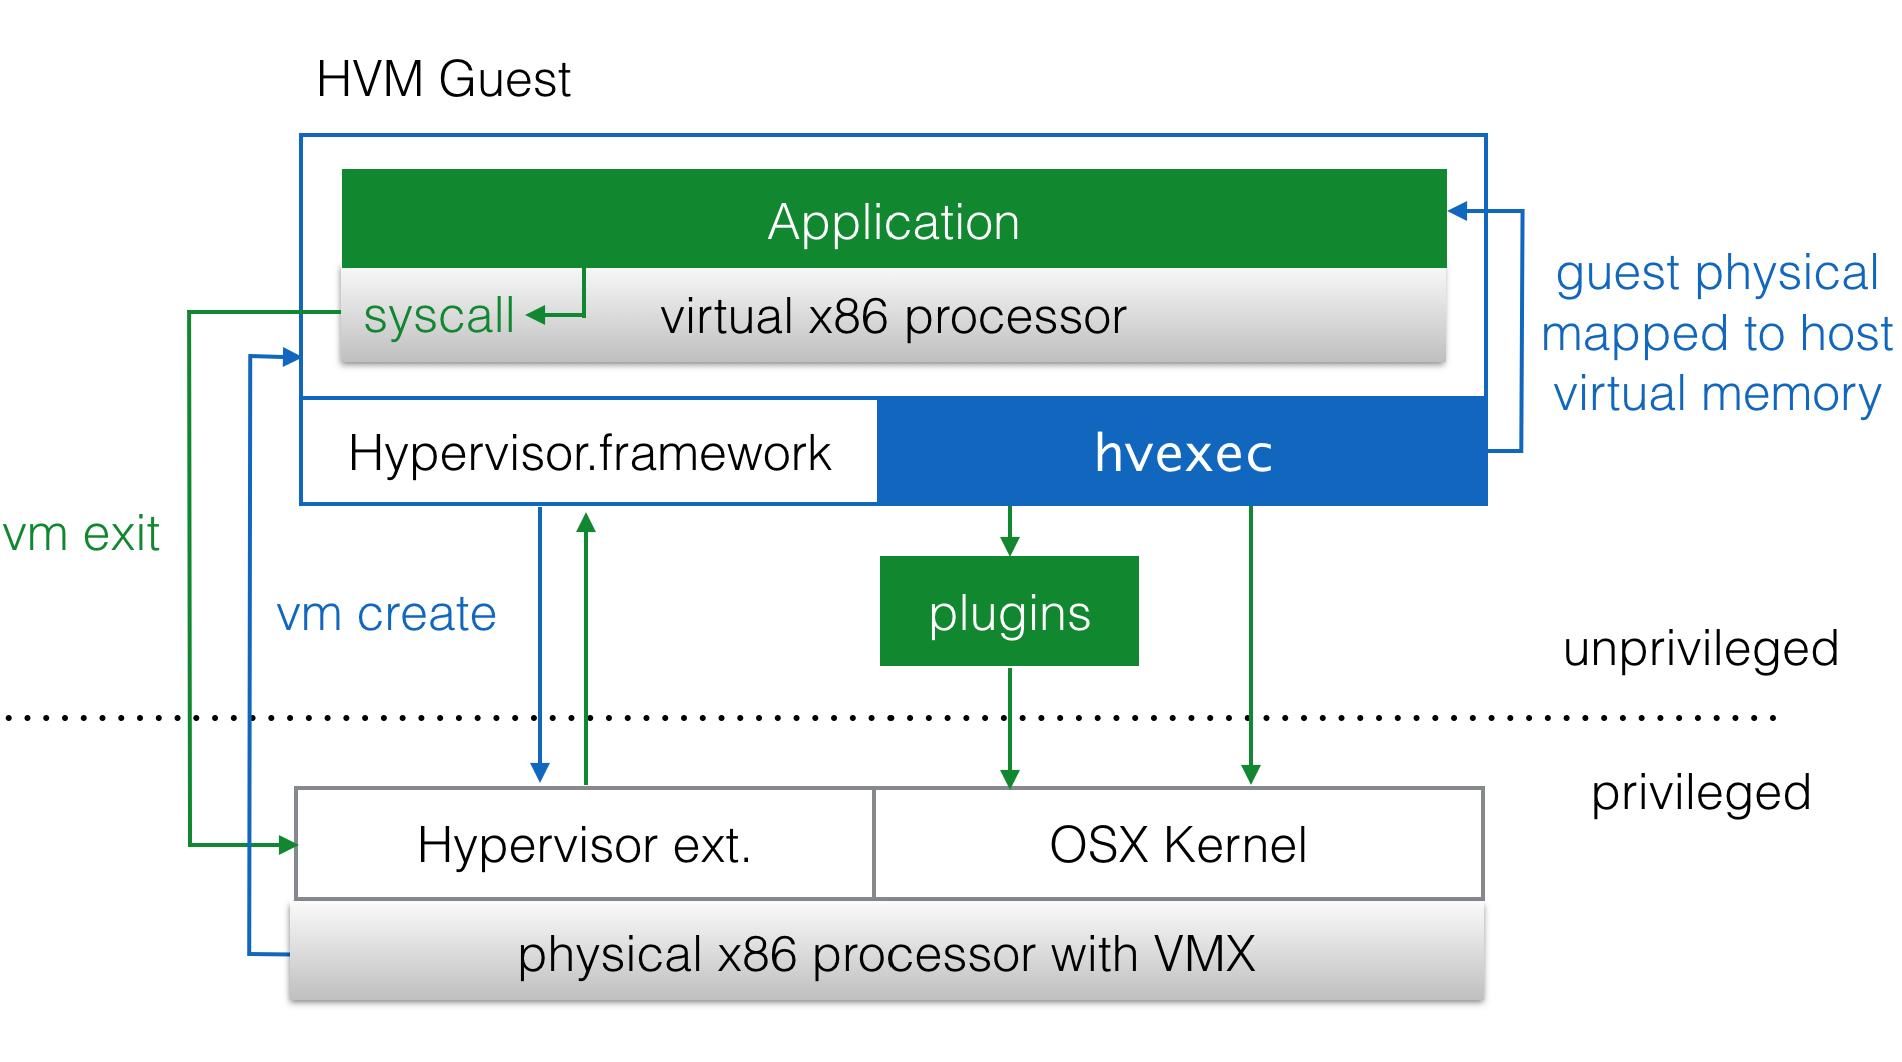 HVM Guest
Application
syscall
virtual x86 processor
guest physical
mapped to host
virtual memory
Hypervisor.framework
hvexec
vm exit
vm create
plugins
unprivileged
privileged
Hypervisor ext.
OSX Kernel
physical x86 processor with VMX